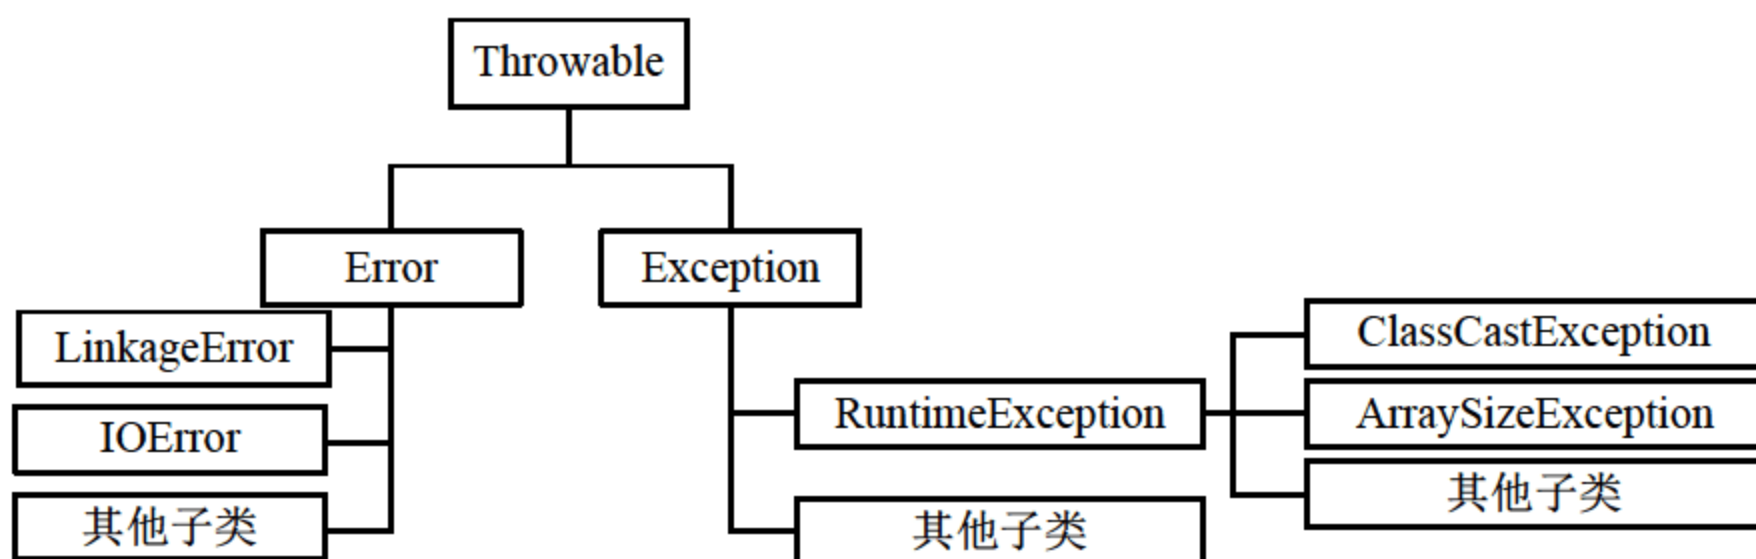 Throwable
Error
Exception
LinkageError
IOError
其他子类
RuntimeException
其他子类
ClassCastException
ArraySizeException
其他子类